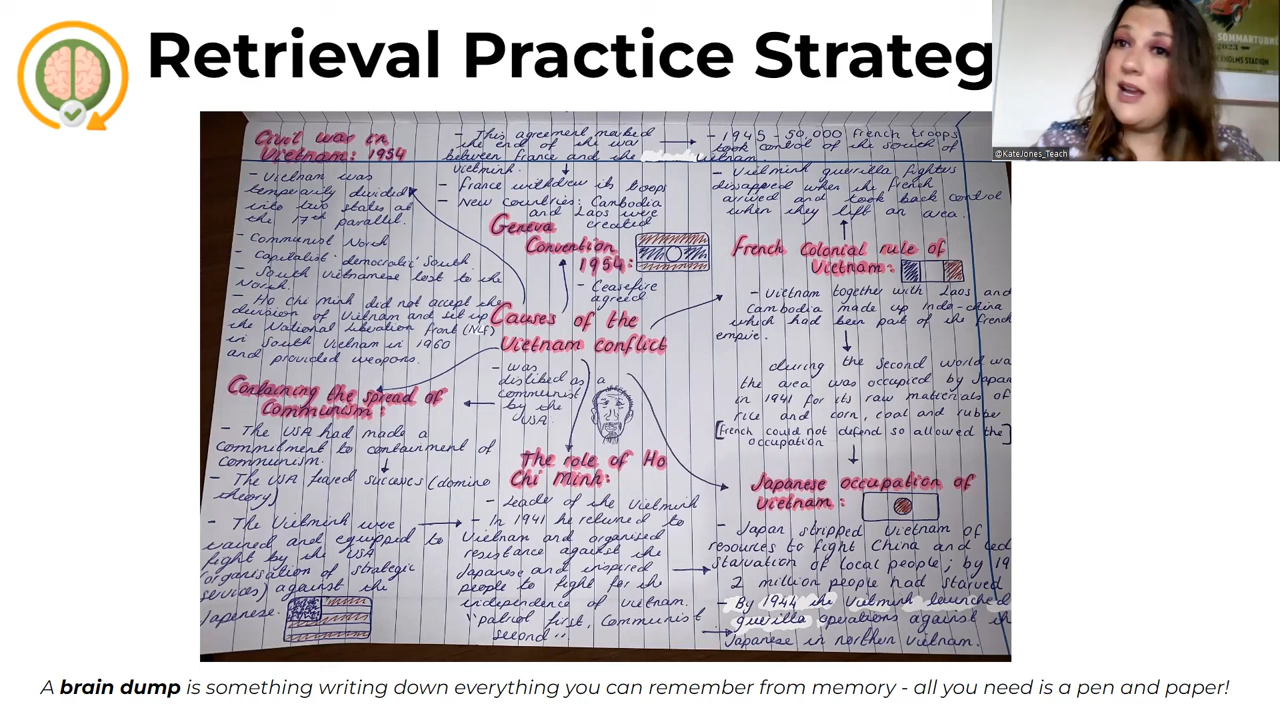 Retrieval Practice Strateg
SOMMARTURN
2023
HOLMS STADION
@KateJones_Teach
Civil war in
Vietnam: 1954
- Vietnam was
temporarily divided
into two states at
the 17th parallel.
- Communist North
- Capitalist 'democratic' South
- South Vietnamese lost to the
North.
- Ho Chi Minh did not accept the
division of Vietnam and set up
the National Liberation Front (NLF)
in South Vietnam in 1960
and provided weapons.
- This agreement marked
the end of the war
between France and the
Vietminh.
- France withdrew its troops
- New countries: Cambodia
and Laos were
created
Geneva
Convention
1954:
- Ceasefire
agreed
- 1945 - 50,000 French troops
took control of the south of
Vietnam.
- Vietminh guerilla fighters
dissappeared when the French
arrived and took back control
when they left an area.
French Colonial rule of
Vietnam:
- Vietnam together with Laos and
Cambodia made up Indo-china
which had been part of the French
empire.
during the second world wa
the area was occupied by Japan
in 1941 for its raw materials of
rice and corn, coal and rubber
[French could not defend so allowed the]
occupation
Causes of the
Vietnam conflict
- was
disliked as a
communist
by the
USA.
Containing the spread of
Communism:
- The USA had made a
commitment to containment of
communism.
- The USA feared success (domino
theory)
- The Vietminh were
trained and equipped to
fight by the USA
(organisation of strategic
services) against the
Japanese.
The role of Ho
Chi Minh:
- Leader of the Vietminh
- In 1941 he returned to
Vietnam and organised
resistance against the
Japanese and inspired
people to fight for the
independence of Vietnam.
"patriot first, Communist
second"
Japanese occupation of
Vietnam:
- Japan stripped Vietnam of
resources to fight China and led
starvation of local people; by 19
2 million people had starved
- By 1944 the Vietminh launched
guerilla operations against th
Japanese in northern Vietnam.
A brain dump is something writing down everything you can remember from memory - all you need is a pen and paper!